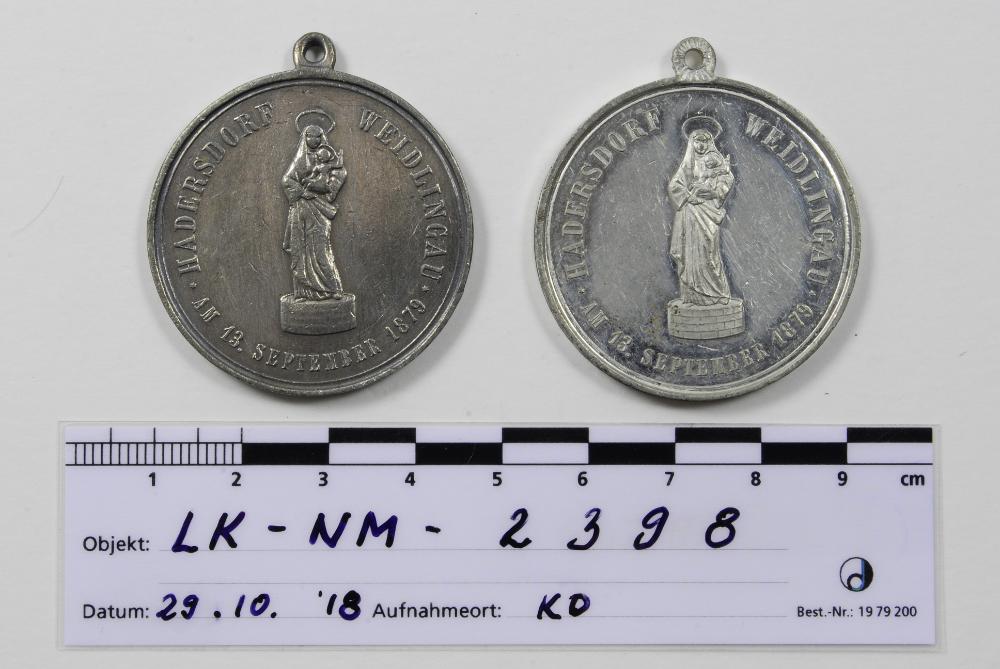 HADERSDORF WEIDLINGAU
* AM 13. SEPTEMBER 1879 *
HADERSDORF WEIDLINGAU
* AM 13. SEPTEMBER 1879 *
1 2 3 4 5 6 7 8 9 cm
Objekt: LK - NM - 2398
Datum: 29.10. '18 Aufnahmeort: KO Best.-Nr.: 19 79 200